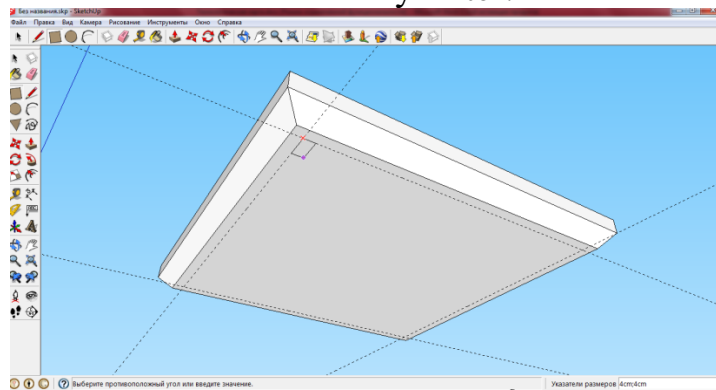 Без названия.skp - SketchUp
Файл Правка Вид Камера Рисование Инструменты Окно Справка
Выберите противоположный угол или введите значение.
Указатели размеров 4cm;4cm